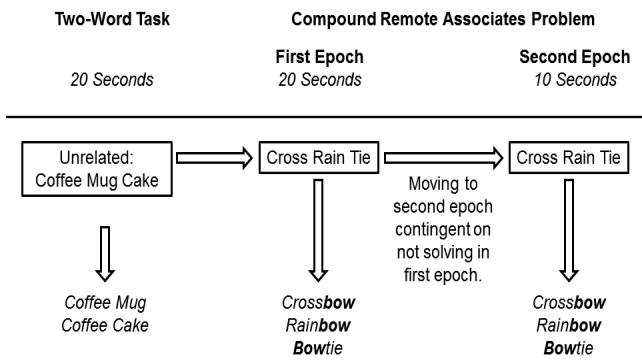 Two-Word Task
Compound Remote Associates Problem
20 Seconds
First Epoch
20 Seconds
Second Epoch
10 Seconds
Unrelated:
Coffee Mug Cake
Cross Rain Tie
Cross Rain Tie
Moving to
second epoch
contingent on
not solving in
first epoch.
Coffee Mug
Coffee Cake
Crossbow
Rainbow
Bowtie
Crossbow
Rainbow
Bowtie